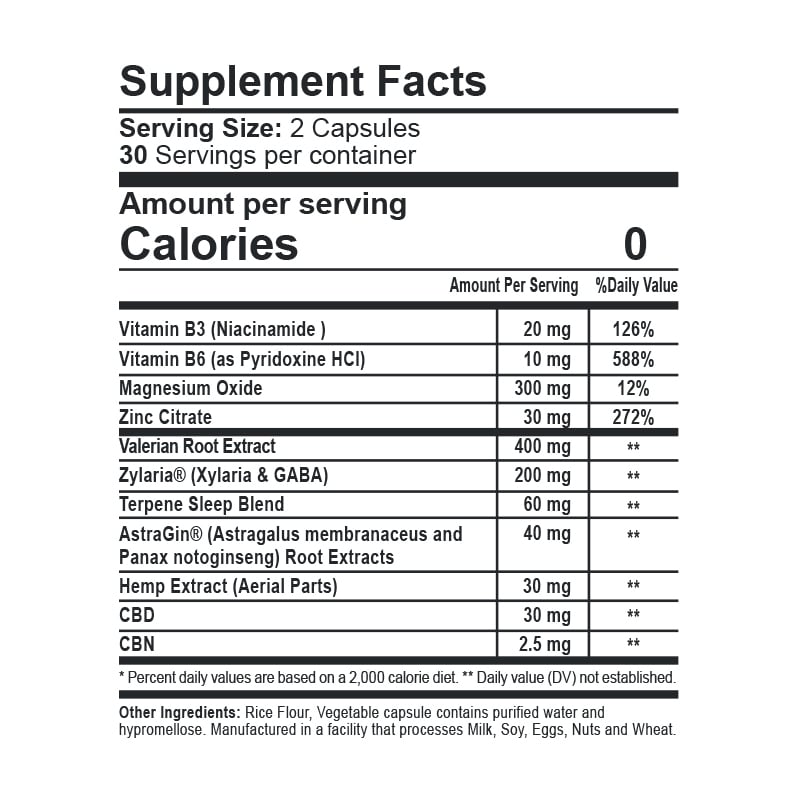 Supplement Facts
Serving Size: 2 Capsules
30 Servings per container
Amount per serving
Calories 0
Amount Per Serving %Daily Value
Vitamin B3 (Niacinamide ) 20 mg 126%
Vitamin B6 (as Pyridoxine HCl) 10 mg 588%
Magnesium Oxide 300 mg 12%
Zinc Citrate 30 mg 272%
Valerian Root Extract 400 mg **
Zylaria® (Xylaria & GABA) 200 mg **
Terpene Sleep Blend 60 mg **
AstraGin® (Astragalus membranaceus and 40 mg **
Panax notoginseng) Root Extracts
Hemp Extract (Aerial Parts) 30 mg **
CBD 30 mg **
CBN 2.5 mg **
* Percent daily values are based on a 2,000 calorie diet. ** Daily value (DV) not established.
Other Ingredients: Rice Flour, Vegetable capsule contains purified water and
hypromellose. Manufactured in a facility that processes Milk, Soy, Eggs, Nuts and Wheat.